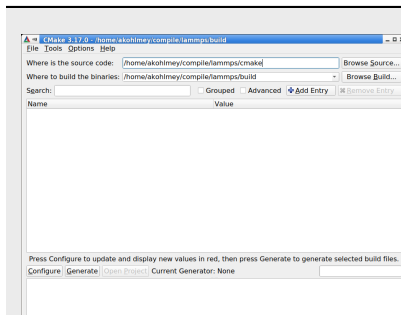 CMake 3.17.0 - /home/akohlmey/compile/lammps/build
File Tools Options Help
Where is the source code: /home/akohlmey/compile/lammps/cmake Browse Source...
Where to build the binaries: /home/akohlmey/compile/lammps/build Browse Build...
Search: Grouped Advanced Add Entry Remove Entry
Name Value
Press Configure to update and display new values in red, then press Generate to generate selected build files.
Configure Generate Open Project Current Generator: None